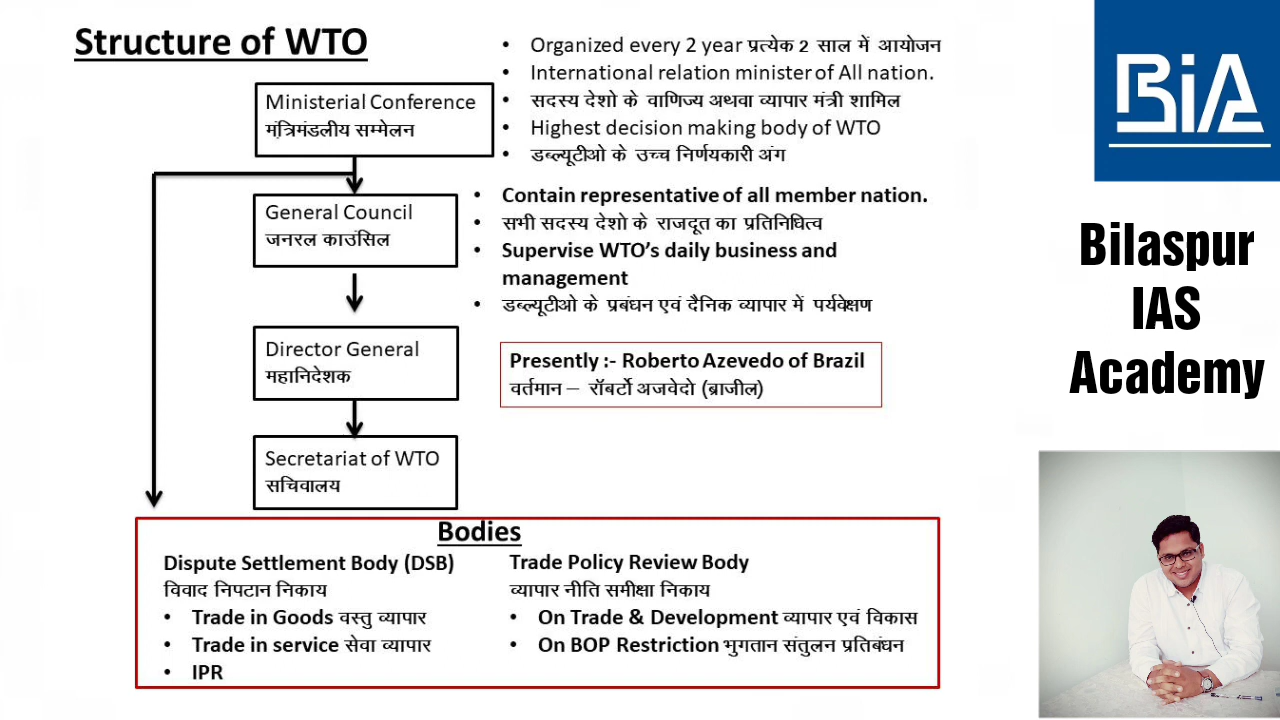 Structure of WTO
Ministerial Conference
मंत्रिमंडलीय सम्मेलन
• Organized every 2 year प्रत्येक 2 साल में आयोजन
• International relation minister of All nation.
• सदस्य देशो के वाणिज्य अथवा व्यापार मंत्री शामिल
• Highest decision making body of WTO
• डब्ल्यूटीओ के उच्च निर्णयकारी अंग
General Council
जनरल काउंसिल
• Contain representative of all member nation.
• सभी सदस्य देशो के राजदूत का प्रतिनिधित्व
• Supervise WTO's daily business and
management
• डब्ल्यूटीओ के प्रबंधन एवं दैनिक व्यापार में पर्यवेक्षण
Director General
महानिदेशक
Presently :- Roberto Azevedo of Brazil
वर्तमान – रॉबर्टो अजवेदो (ब्राजील)
Secretariat of WTO
सचिवालय
Bodies
Dispute Settlement Body (DSB)
विवाद निपटान निकाय
• Trade in Goods वस्तु व्यापार
• Trade in service सेवा व्यापार
• IPR
Trade Policy Review Body
व्यापार नीति समीक्षा निकाय
• On Trade & Development व्यापार एवं विकास
• On BOP Restriction भुगतान संतुलन प्रतिबंधन
BiA
Bilaspur
IAS
Academy